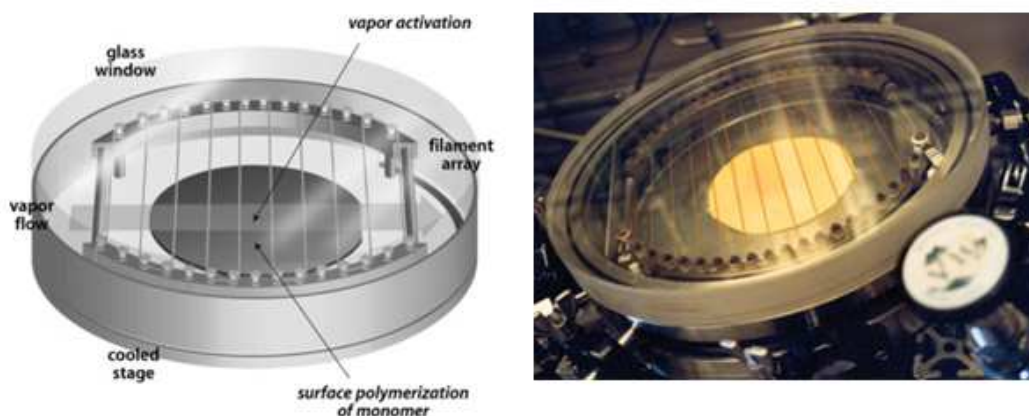 vapor activation
glass
window
filament
array
vapor
flow
cooled
stage
surface polymerization
of monomer